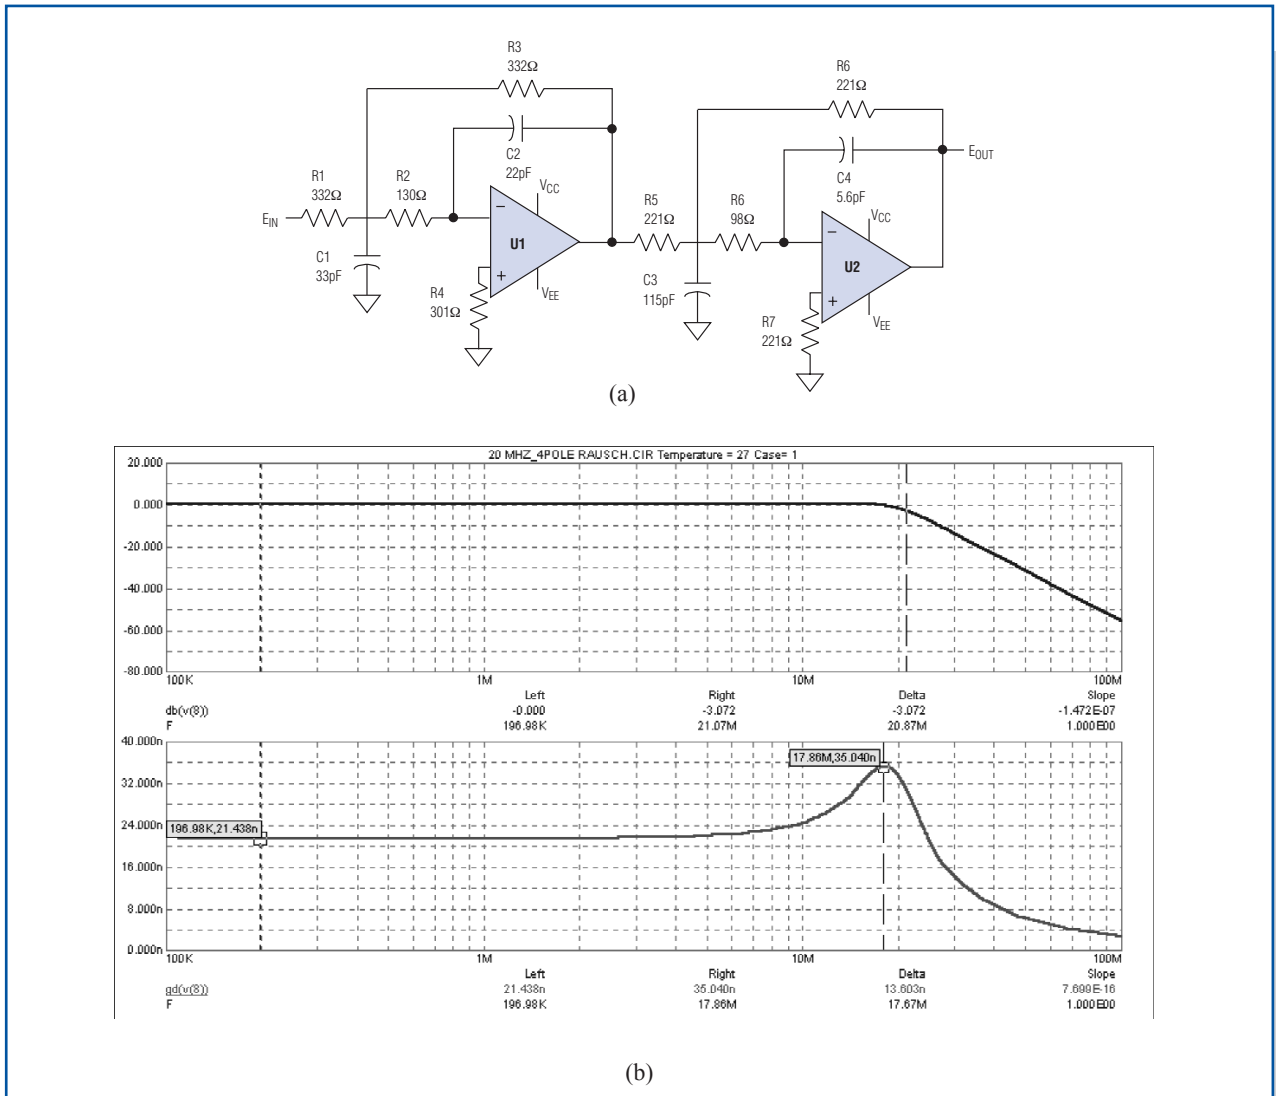 R3
332Ω
R6
221Ω
C2
22pF
C4
5.6pF
EOUT
R1
332Ω
R2
130Ω
VCC
R5
221Ω
R6
98Ω
VCC
EIN
−
U1
+
−
U2
+
C1
33pF
R4
301Ω
VEE
C3
115pF
R7
221Ω
VEE
(a)
20 MHZ_4POLE RAUSCH.CIR Temperature = 27 Case= 1
20.000
0.000
-20.000
-40.000
-60.000
-80.000
100K 1M 10M 100M
Left Right Delta Slope
db(v(8)) -0.000 -3.072 -3.072 -1.472E-07
F 196.98K 21.07M 20.87M 1.000E00
40.000n
17.86M,35.040n
32.000n
24.000n
196.98K,21.438n
16.000n
8.000n
0.000n
100K 1M 10M 100M
Left Right Delta Slope
gd(v(8)) 21.438n 35.040n 13.603n 7.699E-16
F 196.98K 17.86M 17.67M 1.000E00
(b)